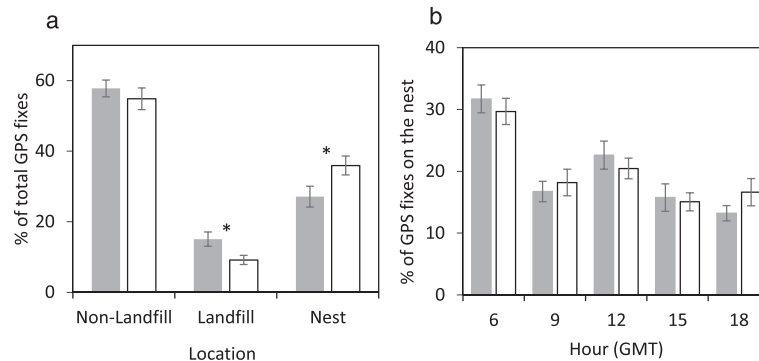 a
% of total GPS fixes
60
40
20
0
*
*
Non-Landfill Landfill Nest
Location
b
% of GPS fixes on the nest
40
30
20
10
0
6 9 12 15 18
Hour (GMT)